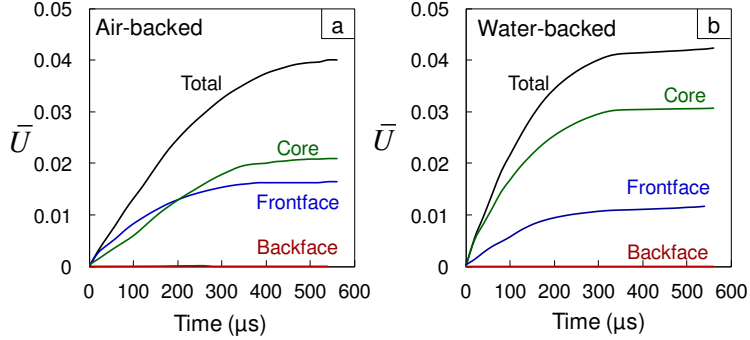 Air-backed
a
0.05
0.04
0.03
0.02
0.01
0
Ū
Total
Core
Frontface
Backface
0 100 200 300 400 500 600
Time (μs)
Water-backed
b
0.05
0.04
0.03
0.02
0.01
0
Ū
Total
Core
Frontface
Backface
0 100 200 300 400 500 600
Time (μs)